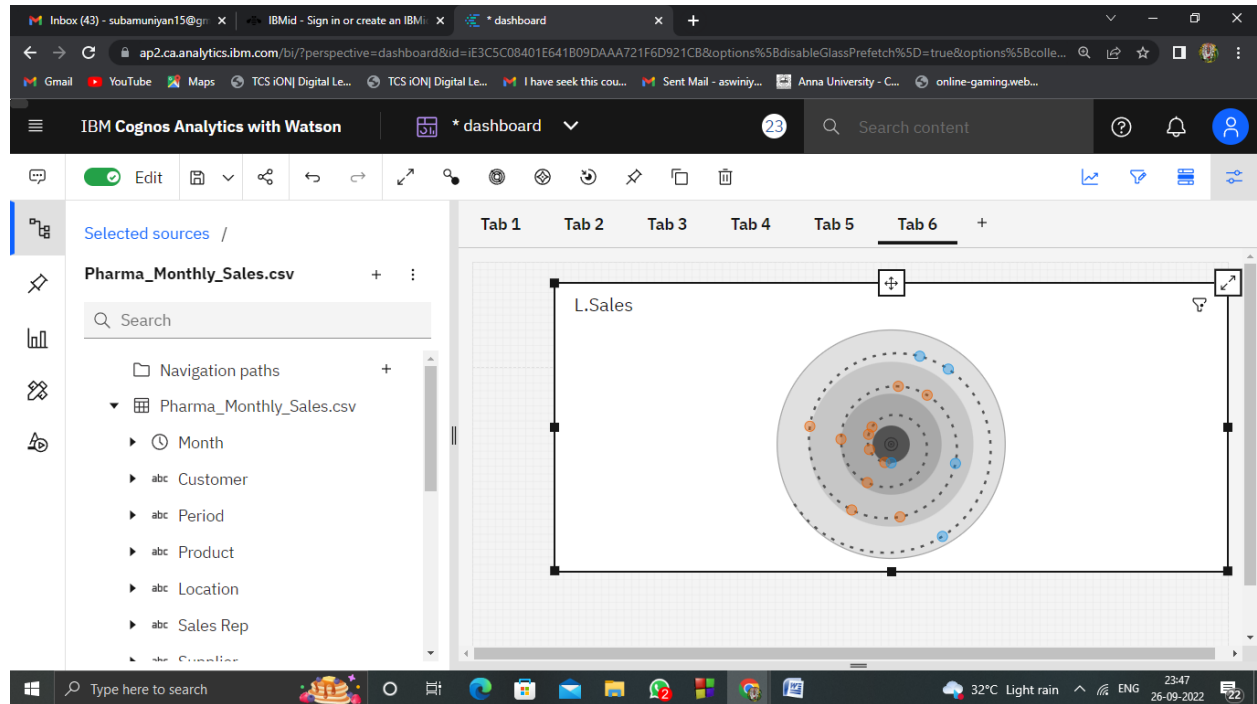 Inbox (43) - subamuniyan15@gm
IBMid - Sign in or create an IBMi
* dashboard
ap2.ca.analytics.ibm.com/bi/?perspective=dashboard&id=iE3C5C08401E641B09DAAA721F6D921CB&options%5BdisableGlassPrefetch%5D=true&options%5Bcolle...
Gmail YouTube Maps TCS iON| Digital Le... TCS iON| Digital Le... I have seek this cou... Sent Mail - aswiniy... Anna University - C... online-gaming.web...
IBM Cognos Analytics with Watson * dashboard 23 Search content
Edit
Selected sources /
Tab 1 Tab 2 Tab 3 Tab 4 Tab 5 Tab 6 +
Pharma_Monthly_Sales.csv
L.Sales
Search
Navigation paths
Pharma_Monthly_Sales.csv
Month
abc Customer
abc Period
abc Product
abc Location
abc Sales Rep
Type here to search
2
32°C Light rain
ENG
23:47
26-09-2022
22